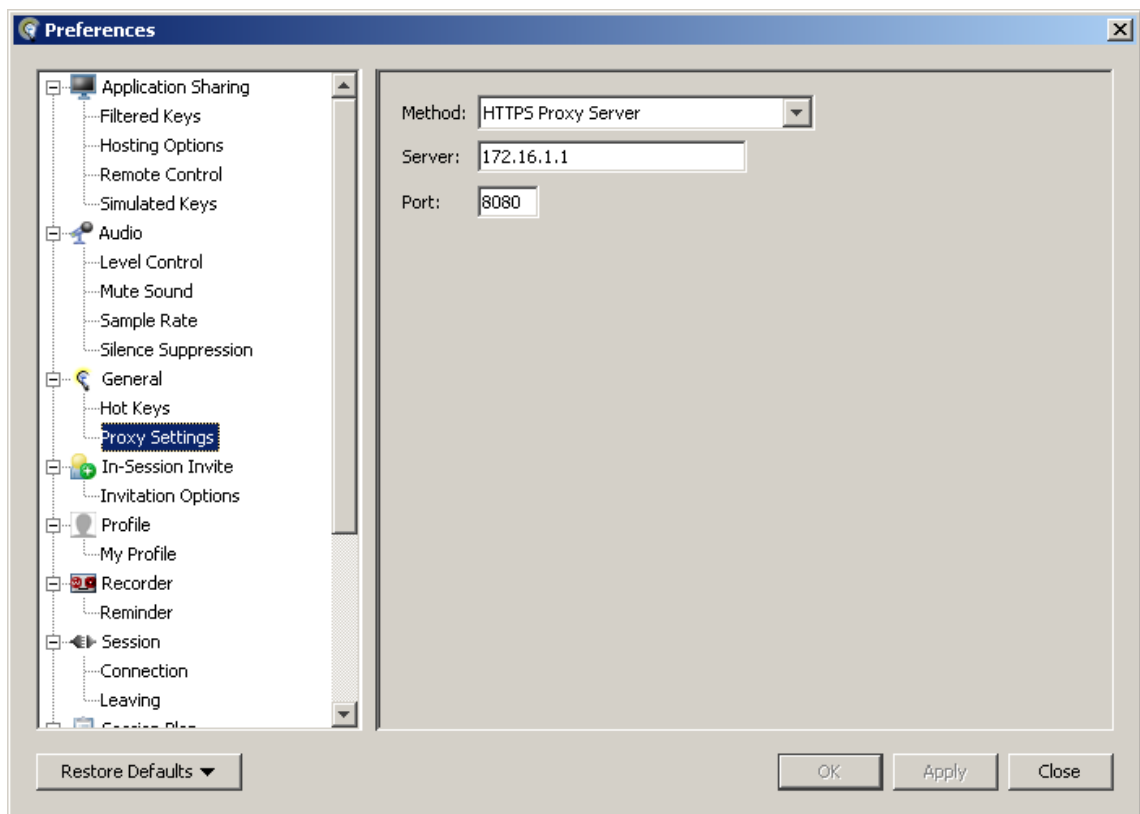 Preferences
Application Sharing
Filtered Keys
Hosting Options
Remote Control
Simulated Keys
Audio
Level Control
Mute Sound
Sample Rate
Silence Suppression
General
Hot Keys
Proxy Settings
In-Session Invite
Invitation Options
Profile
My Profile
Recorder
Reminder
Session
Connection
Leaving
Session Plan
Method: HTTPS Proxy Server
Server: 172.16.1.1
Port: 8080
Restore Defaults
OK Apply Close